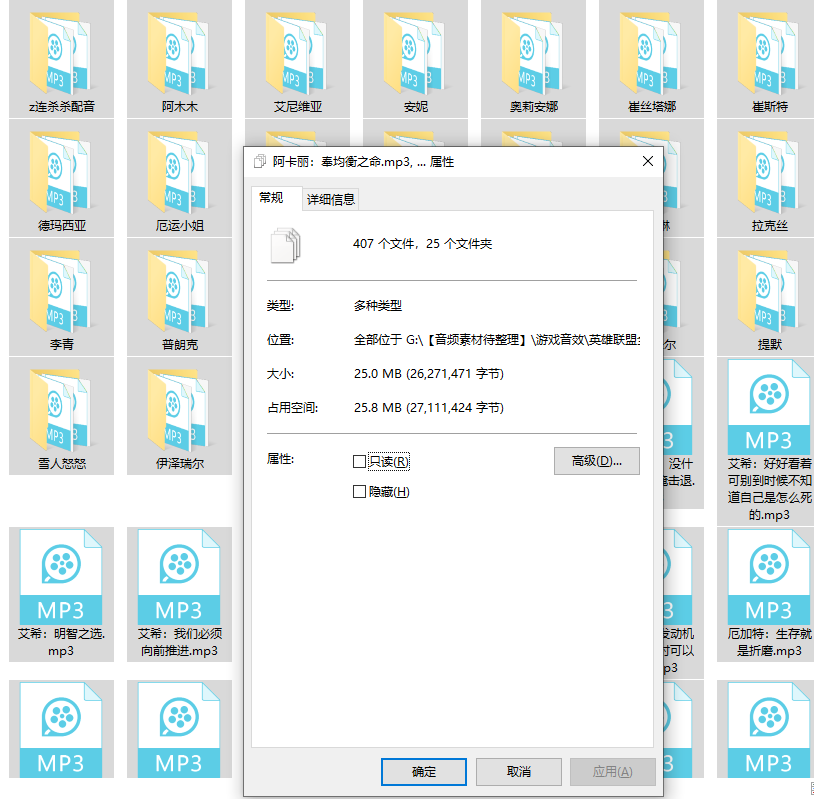 MP3
MP3
MP3
MP3
MP3
MP3
MP3
z连杀杀配音
阿木木
艾尼维亚
安妮
奥莉安娜
崔丝塔娜
崔斯特
阿卡丽：奉均衡之命.mp3, ... 属性
常规
详细信息
MP3
MP3
MP3
德玛西亚
厄运小姐
拉克丝
407 个文件，25 个文件夹
类型:
多种类型
位置:
全部位于 G:\【音频素材待整理】\游戏音效\英雄联盟
MP3
MP3
MP3
李青
普朗克
尔
提默
大小:
25.0 MB (26,271,471 字节)
占用空间:
25.8 MB (27,111,424 字节)
MP3
MP3
3
MP3
雪人怒怒
伊泽瑞尔
属性:
只读(R)
高级(D)...
隐藏(H)
没什
击退.
艾希：好好看着
可别到时候不知
道自己是怎么死
的.mp3
MP3
MP3
3
MP3
艾希：明智之选.
mp3
艾希：我们必须
向前推进.mp3
发动机
时可以
p3
厄加特：生存就
是折磨.mp3
MP3
MP3
3
MP3
确定
取消
应用(A)